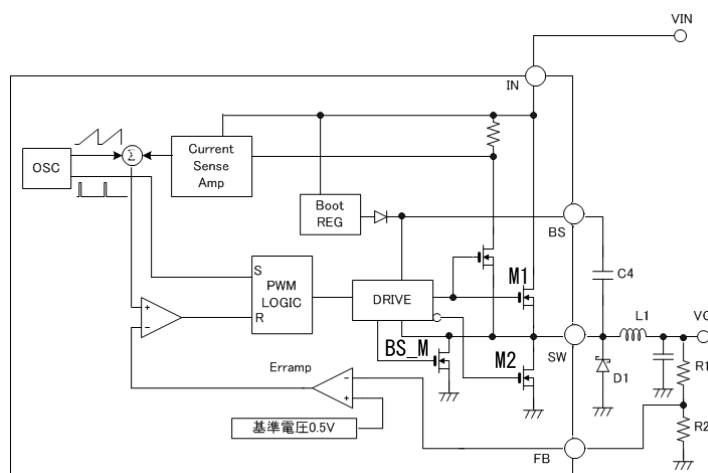 VIN
IN
OSC
Σ
Current
Sense
Amp
Boot
REG
BS
S
PWM
LOGIC
R
DRIVE
M1
C4
L1
VO
+
-
BS_M
M2
SW
D1
R1
Erramp
-
+
基準電圧0.5V
FB
R2